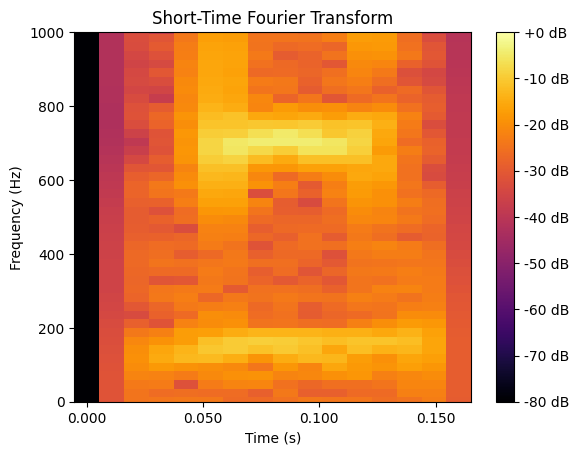 Short-Time Fourier Transform
Frequency (Hz)
1000
800
600
400
200
0
0.000
0.050
0.100
0.150
Time (s)
+0 dB
-10 dB
-20 dB
-30 dB
-40 dB
-50 dB
-60 dB
-70 dB
-80 dB